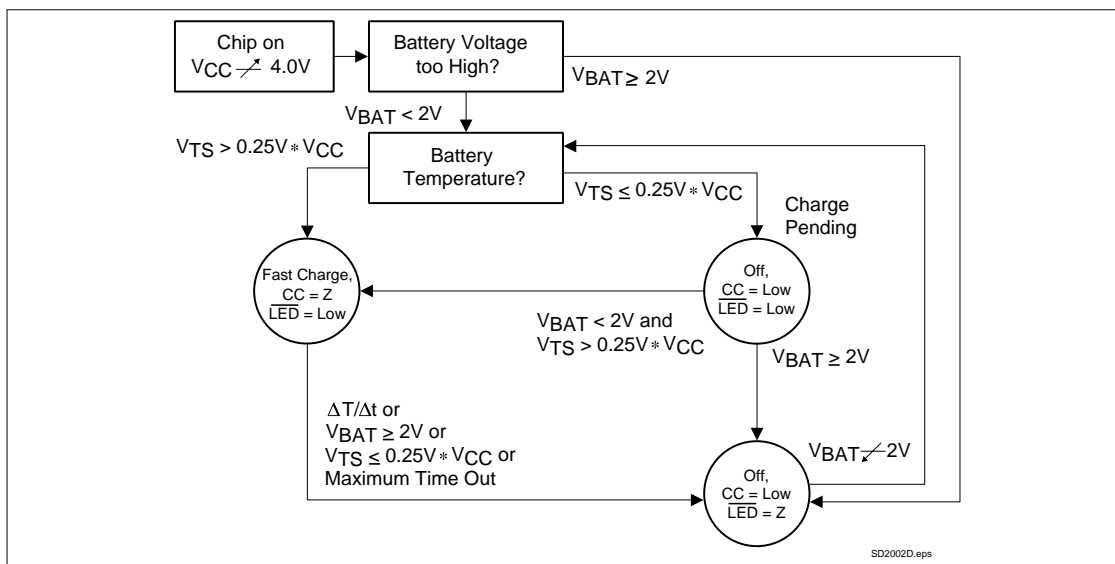 Chip on
VCC 4.0V
Battery Voltage
too High?
VBAT ≥ 2V
VBAT < 2V
VTS > 0.25V * VCC
Battery
Temperature?
VTS ≤ 0.25V * VCC
Charge
Pending
Fast Charge,
CC = Z
LED = Low
Off,
CC = Low
LED = Low
VBAT < 2V and
VTS > 0.25V * VCC
VBAT ≥ 2V
ΔT/Δt or
VBAT ≥ 2V or
VTS ≤ 0.25V * VCC or
Maximum Time Out
VBAT 2V
Off,
CC = Low
LED = Z
SD2002D.eps